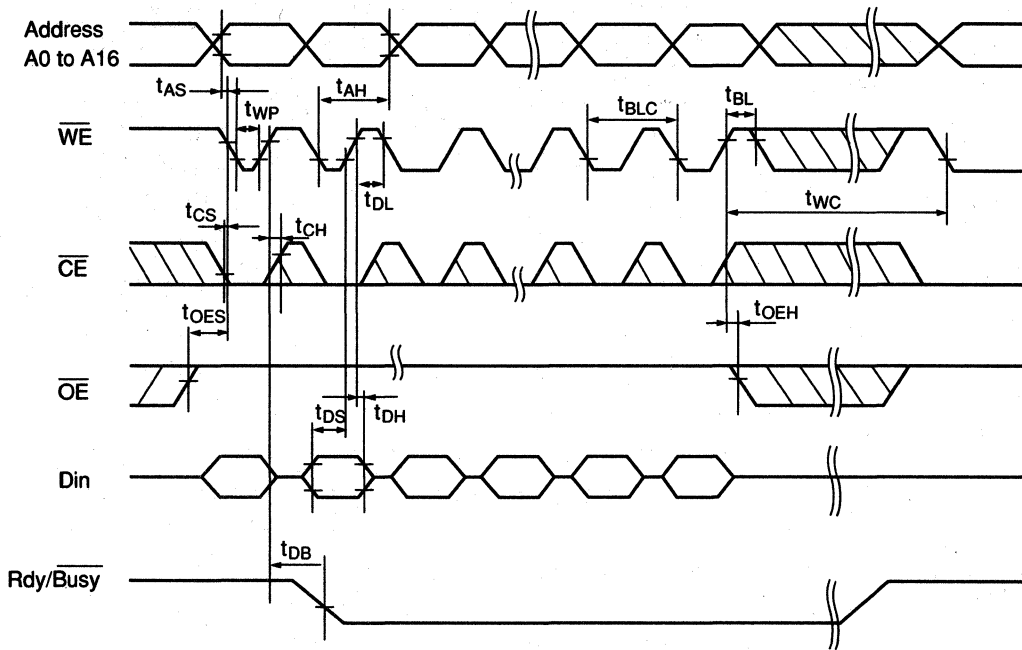 Address
A0 to A16
tAS
tWP
tAH
tBLC
tBL
WE
tDL
tWC
tCS
tCH
CE
tOES
tOEH
OE
tDS
tDH
Din
tDB
Rdy/Busy